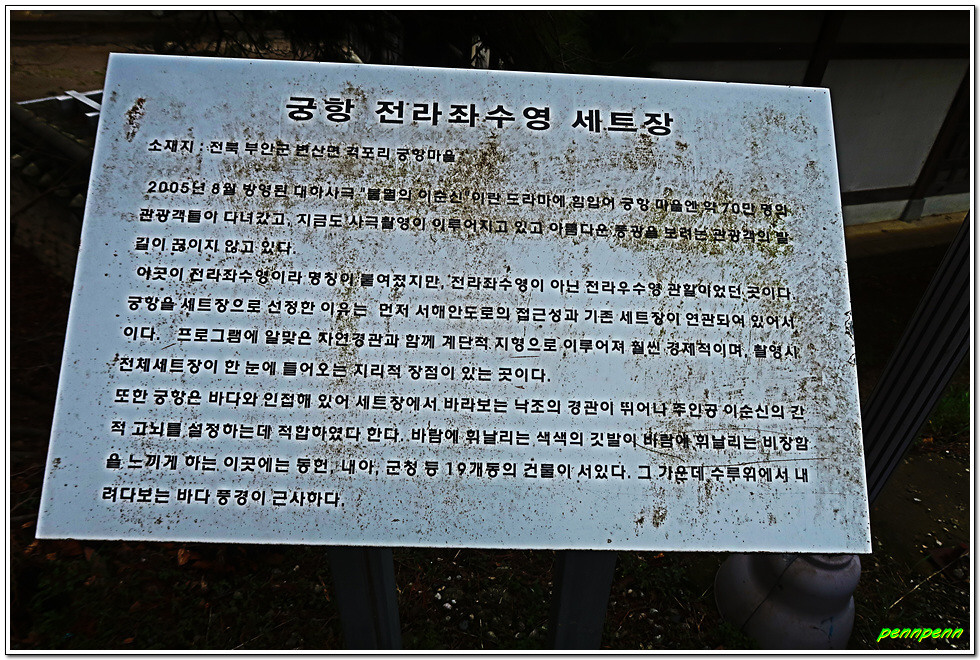 궁항 전라좌수영 세트장
소재지 : 전북 부안군 변산면 격포리 궁항마을
2005년 8월 방영된 대하사극 "불멸의 이순신"이란 드라마에 힘입어 궁항 마을엔 약 70만 명의
관광객들이 다녀갔고, 지금도 사극촬영이 이루어지고 있고 아름다운 풍광을 보려는 관광객의 발
길이 끊이지 않고 있다.
이곳이 전라좌수영이라 명칭이 붙여졌지만, 전라좌수영이 아닌 전라우수영 관할이었던 곳이다.
궁항을 세트장으로 선정한 이유는 먼저 서해안도로의 접근성과 기존 세트장이 연관되어 있어서
이다. 프로그램에 알맞은 자연경관과 함께 계단적 지형으로 이루어져 훨씬 경제적이며, 촬영시
전체세트장이 한 눈에 들어오는 지리적 장점이 있는 곳이다.
또한 궁항은 바다와 인접해 있어 세트장에서 바라보는 낙조의 경관이 뛰어나 주인공 이순신의 인간
적 고뇌를 설정하는데 적합하였다 한다. 바람에 휘날리는 색색의 깃발이 바람에 휘날리는 비장함
을 느끼게 하는 이곳에는 동헌, 내아, 군청 등 19개동의 건물이 서있다. 그 가운데 수루위에서 내
려다보는 바다 풍경이 근사하다.
pennpenn